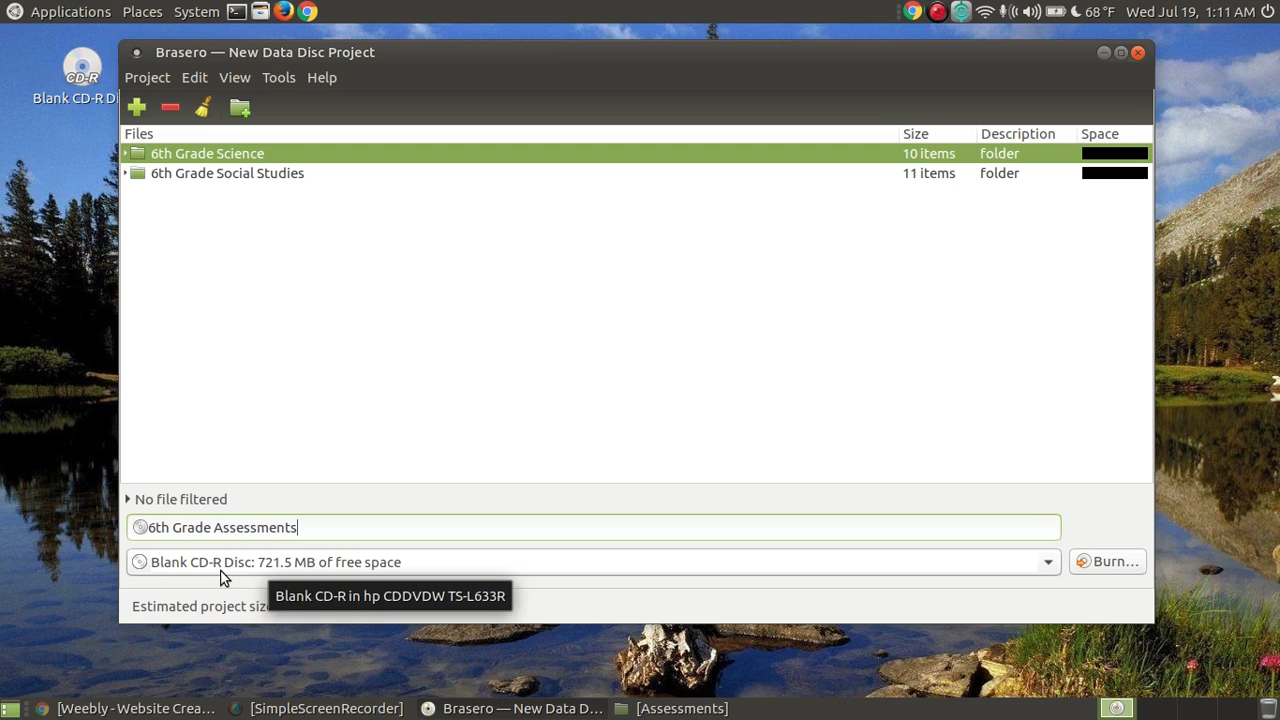 Applications Places System
68 °F Wed Jul 19, 1:11 AM
CD-R
Blank CD-R D
Brasero — New Data Disc Project
Project Edit View Tools Help
Files Size Description Space
6th Grade Science 10 items folder
6th Grade Social Studies 11 items folder
No file filtered
6th Grade Assessments
Blank CD-R Disc: 721.5 MB of free space
Burn...
Blank CD-R in hp CDDVDW TS-L633R
Estimated project siz
[Weebly - Website Crea... [SimpleScreenRecorder] Brasero — New Data D... [Assessments]